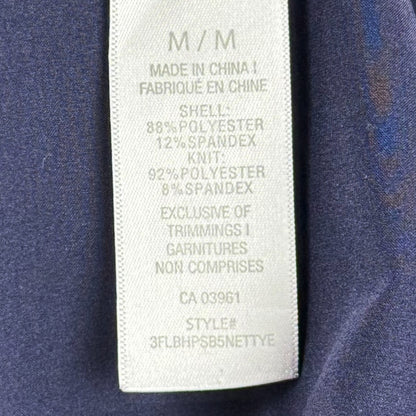 M / M
MADE IN CHINA I
FABRIQUÉ EN CHINE
SHELL:
88%POLYESTER
12%SPANDEX
KNIT:
92%POLYESTER
8%SPANDEX
EXCLUSIVE OF
TRIMMINGS I
GARNITURES
NON COMPRISES
CA 03961
STYLE#
3FLBHPSB5NETTYE